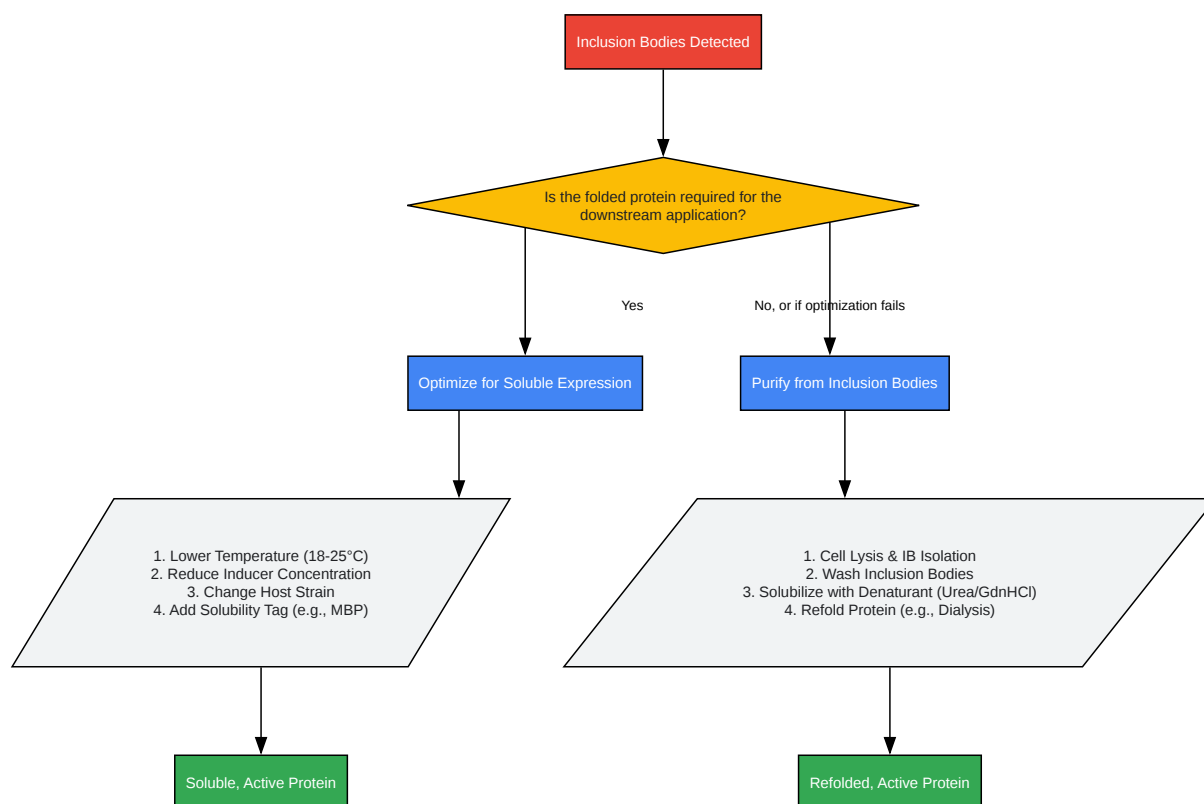 Inclusion Bodies Detected
Is the folded protein required for the
downstream application?
Yes
No, or if optimization fails
Optimize for Soluble Expression
Purify from Inclusion Bodies
1. Lower Temperature (18-25°C)
2. Reduce Inducer Concentration
3. Change Host Strain
4. Add Solubility Tag (e.g., MBP)
1. Cell Lysis & IB Isolation
2. Wash Inclusion Bodies
3. Solubilize with Denaturant (Urea/GdnHCl)
4. Refold Protein (e.g., Dialysis)
Soluble, Active Protein
Refolded, Active Protein